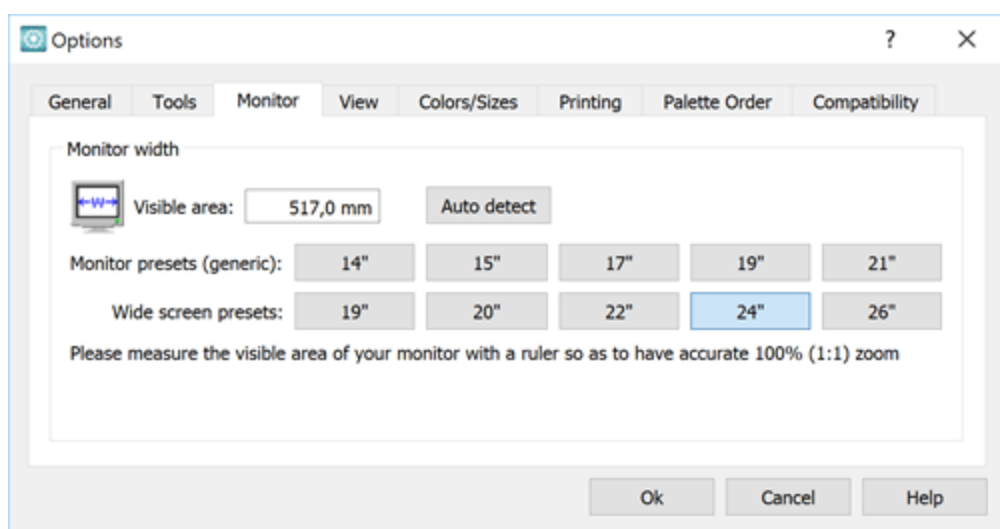 Options ?
General Tools Monitor View Colors/Sizes Printing Palette Order Compatibility
Monitor width
W Visible area: 517,0 mm Auto detect
Monitor presets (generic): 14" 15" 17" 19" 21"
Wide screen presets: 19" 20" 22" 24" 26"
Please measure the visible area of your monitor with a ruler so as to have accurate 100% (1:1) zoom
Ok Cancel Help